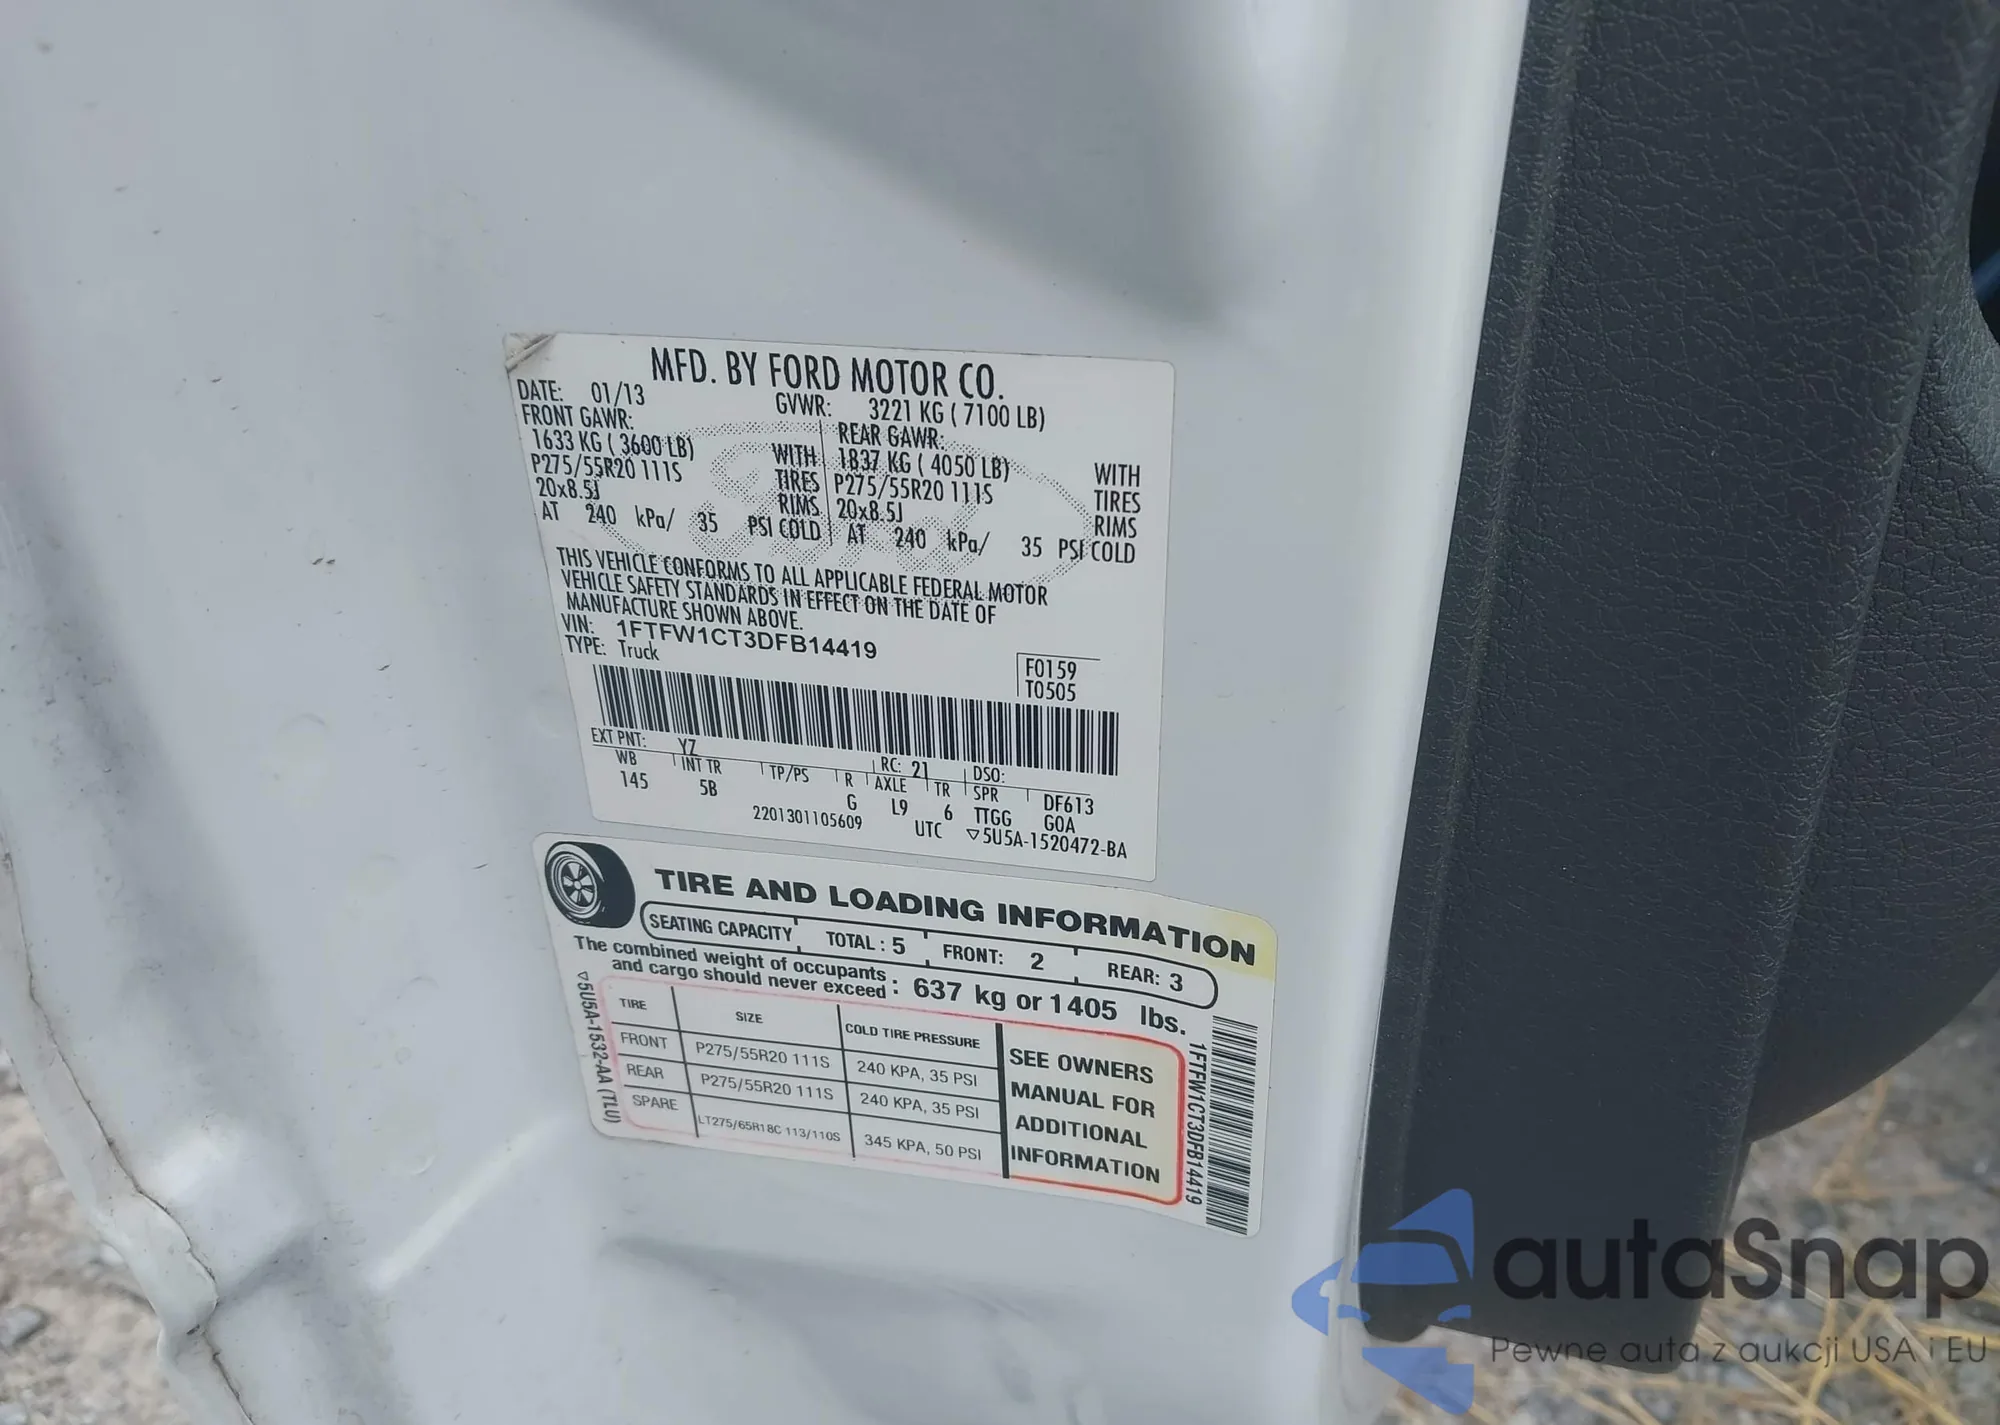 MFD. BY FORD MOTOR CO.
DATE: 01/13 GVWR: 3221 KG ( 7100 LB)
FRONT GAWR: REAR GAWR:
1633 KG ( 3600 LB) WITH 1837 KG ( 4050 LB) WITH
P275/55R20 111S TIRES P275/55R20 111S TIRES
20x8.5J RIMS 20x8.5J RIMS
AT 240 kPa/ 35 PSI COLD AT 240 kPa/ 35 PSI COLD
THIS VEHICLE CONFORMS TO ALL APPLICABLE FEDERAL MOTOR
VEHICLE SAFETY STANDARDS IN EFFECT ON THE DATE OF
MANUFACTURE SHOWN ABOVE.
VIN: 1FTFW1CT3DFB14419
TYPE: Truck
F0159
T0505
EXT PNT: YZ RC: 21 DSO:
WB INT TR TP/PS R AXLE TR SPR DF613
145 5B G L9 6 TTGG GOA
2201301105609 UTC ▽5U5A-1520472-BA
TIRE AND LOADING INFORMATION
SEATING CAPACITY TOTAL : 5 FRONT: 2 REAR: 3
The combined weight of occupants
and cargo should never exceed : 637 kg or 1405 lbs.
TIRE SIZE COLD TIRE PRESSURE
FRONT P275/55R20 111S 240 KPA, 35 PSI
REAR P275/55R20 111S 240 KPA, 35 PSI
SPARE LT275/65R18C 113/110S 345 KPA, 50 PSI
SEE OWNERS
MANUAL FOR
ADDITIONAL
INFORMATION
▽5U5A-1532-AA (TLU)
1FTFW1CT3DFB14419
autaSnap
Pewne auta z aukcji USA i EU